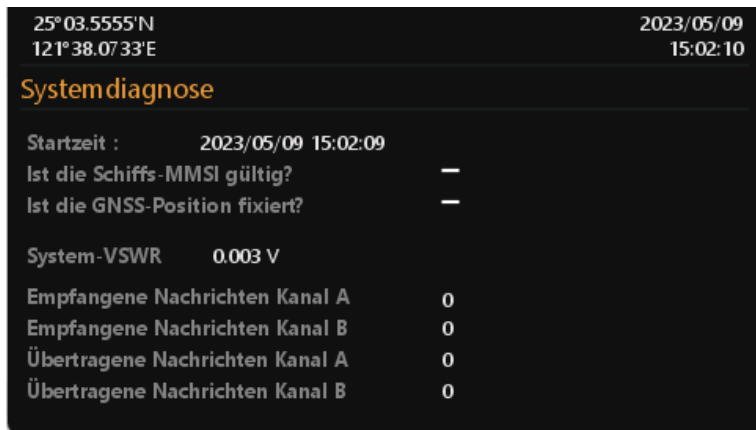 25°03.5555'N 2023/05/09
121°38.0733'E 15:02:10
Systemdiagnose
Startzeit : 2023/05/09 15:02:09
Ist die Schiffs-MMSI gültig? —
Ist die GNSS-Position fixiert? —
System-VSWR 0.003 V
Empfangene Nachrichten Kanal A 0
Empfangene Nachrichten Kanal B 0
Übertragene Nachrichten Kanal A 0
Übertragene Nachrichten Kanal B 0